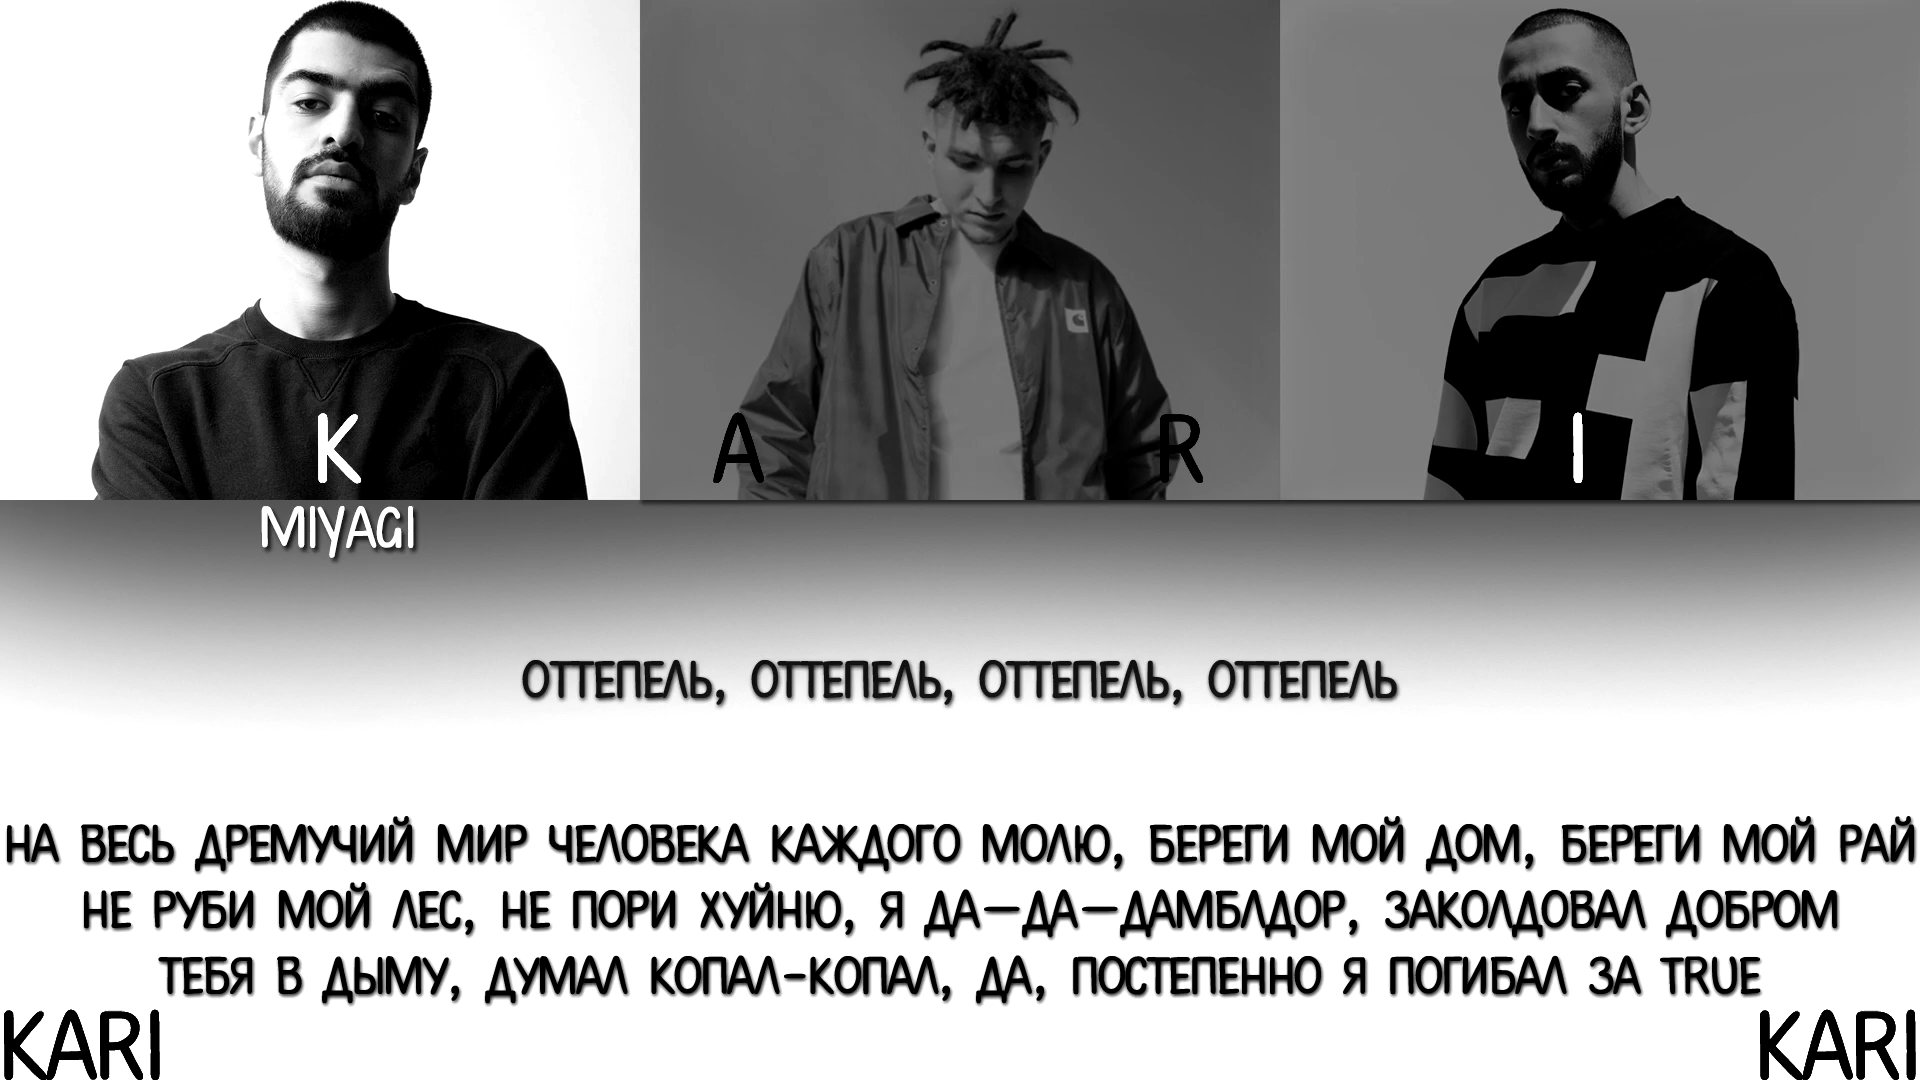 K A R I
MIYAGI
ОТТЕПЕЛЬ, ОТТЕПЕЛЬ, ОТТЕПЕЛЬ, ОТТЕПЕЛЬ
НА ВЕСЬ ДРЕМУЧИЙ МИР ЧЕЛОВЕКА КАЖДОГО МОЛЮ, БЕРЕГИ МОЙ ДОМ, БЕРЕГИ МОЙ РАЙ
НЕ РУБИ МОЙ ЛЕС, НЕ ПОРИ ХУЙНЮ, Я ДА—ДА—ДАМБЛДОР, ЗАКОЛДОВАЛ ДОБРОМ
ТЕБЯ В ДЫМУ, ДУМАЛ КОПАЛ-КОПАЛ, ДА, ПОСТЕПЕННО Я ПОГИБАЛ ЗА TRUE
KARI KARI